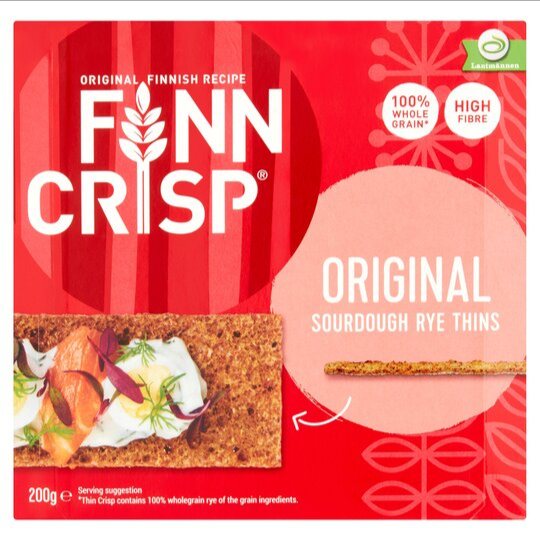 Lantmännen
ORIGINAL FINNISH RECIPE
FINN
CRISP®
100%
WHOLE
GRAIN*
HIGH
FIBRE
ORIGINAL
SOURDOUGH RYE THINS
200g ℮
Serving suggestion
*Thin Crisp contains 100% wholegrain rye of the grain ingredients.